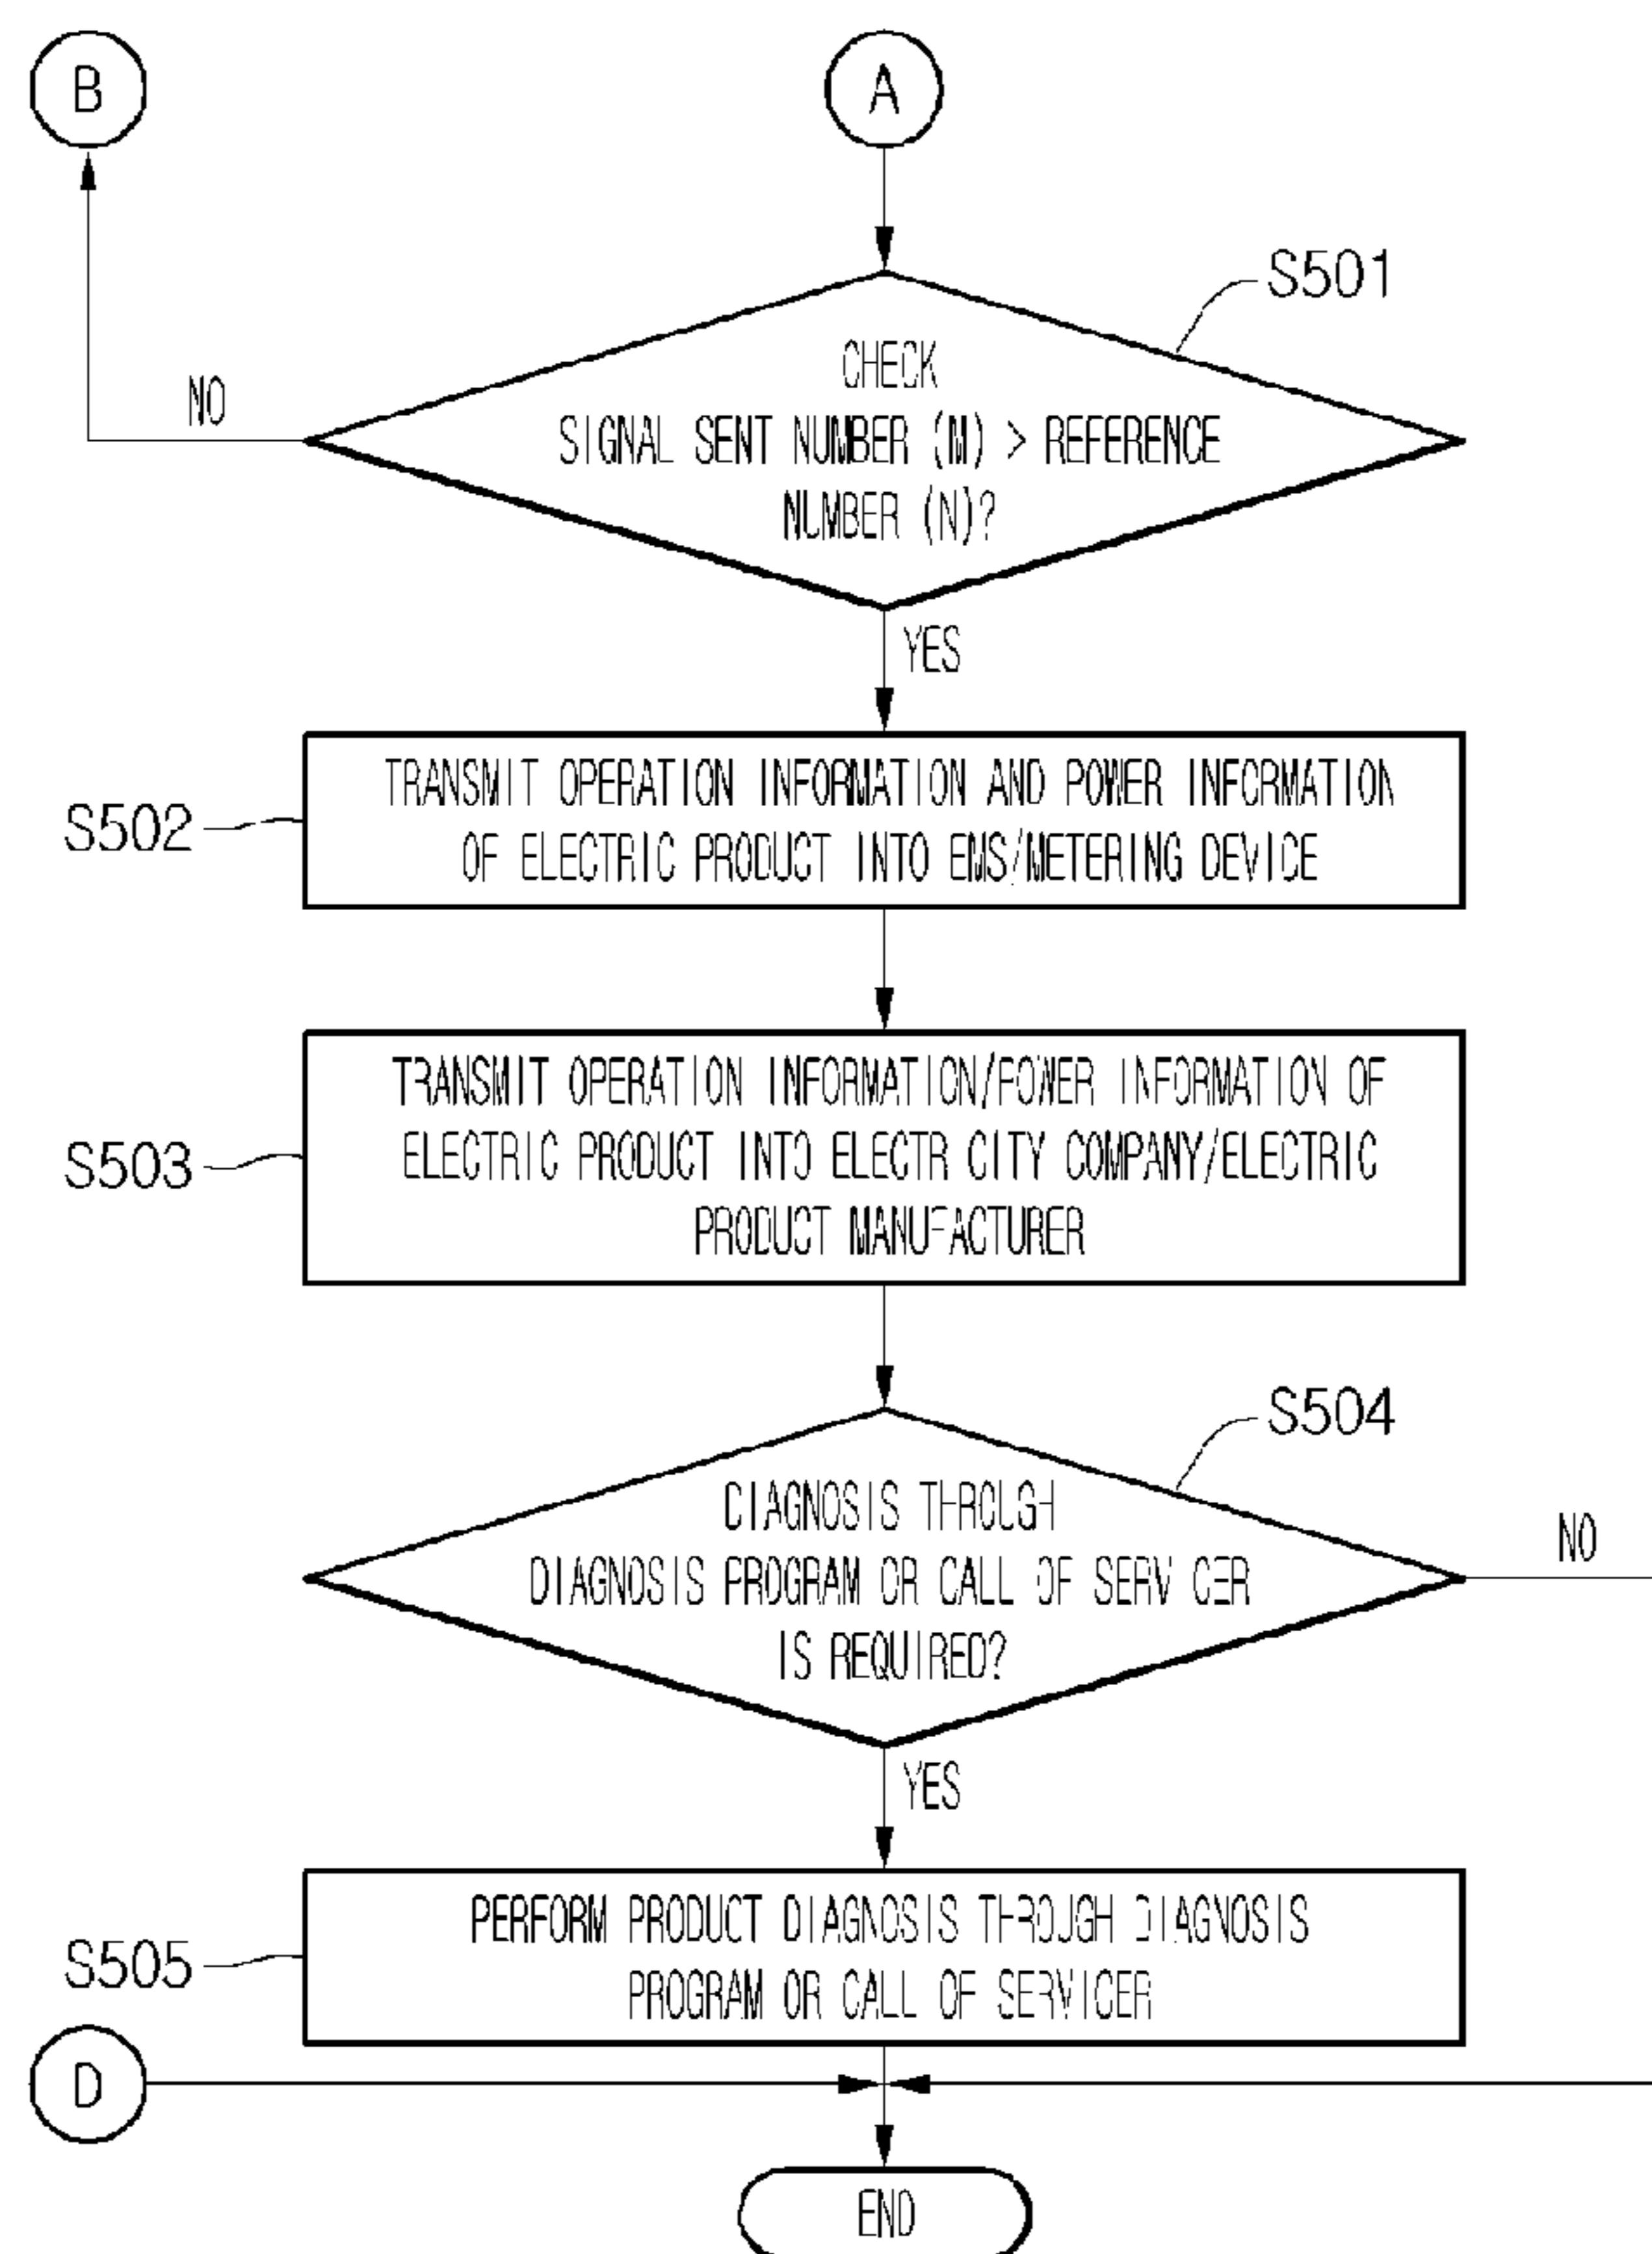 B
A
S501
CHECK
SIGNAL SENT NUMBER (M) > REFERENCE
NUMBER (N)?
NO
YES
S502
TRANSMIT OPERATION INFORMATION AND POWER INFORMATION
OF ELECTRIC PRODUCT INTO EMS/METERING DEVICE
S503
TRANSMIT OPERATION INFORMATION/POWER INFORMATION OF
ELECTRIC PRODUCT INTO ELECTRICITY COMPANY/ELECTRIC
PRODUCT MANUFACTURER
S504
DIAGNOSIS THROUGH
DIAGNOSIS PROGRAM OR CALL OF SERVICER
IS REQUIRED?
NO
YES
S505
PERFORM PRODUCT DIAGNOSIS THROUGH DIAGNOSIS
PROGRAM OR CALL OF SERVICER
D
END